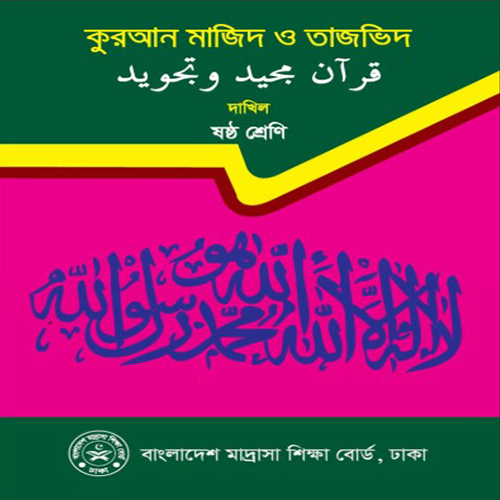 কুরআন মাজিদ ও তাজভিদ
قرآن مجيد وتجويد
দাখিল
ষষ্ঠ শ্রেণি
لا إله إلا الله محمد رسول الله
বাংলাদেশ মাদ্রাসা শিক্ষা বোর্ড
ঢাকা
বাংলাদেশ মাদ্রাসা শিক্ষা বোর্ড, ঢাকা